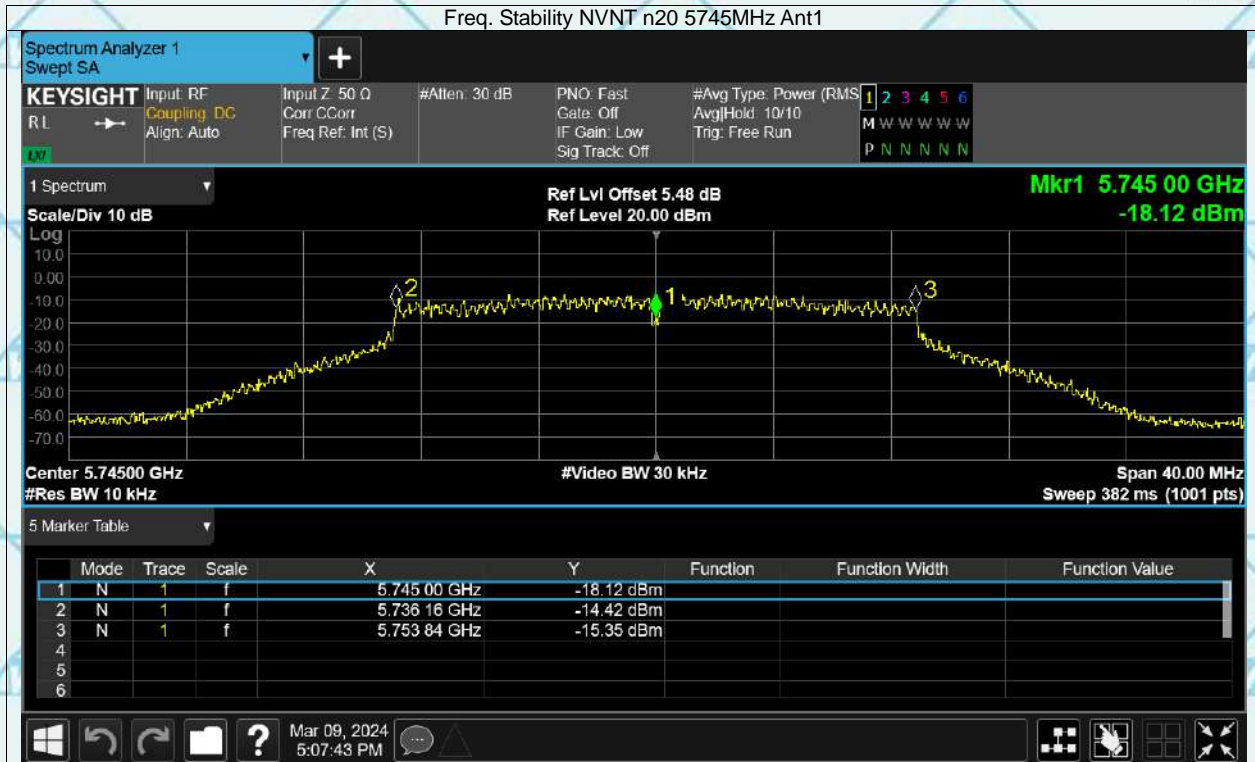 Freq. Stability NVNT n20 5745MHz Ant1
Spectrum Analyzer 1
Swept SA
+
KEYSIGHT Input: RF Input Z: 50 Ω #Atten: 30 dB PNO: Fast #Avg Type: Power (RMS 1 2 3 4 5 6
RL Coupling: DC Corr CCorr Gate: Off Avg|Hold: 10/10 M W W W W W
Align: Auto Freq Ref: Int (S) IF Gain: Low Trig: Free Run
LXI Sig Track: Off P N N N N N
1 Spectrum Ref Lvl Offset 5.48 dB Mkr1 5.745 00 GHz
Scale/Div 10 dB Ref Level 20.00 dBm -18.12 dBm
Log
10.0
0.00
-10.0
-20.0
-30.0
-40.0
-50.0
-60.0
-70.0
2 1 3
Center 5.74500 GHz #Video BW 30 kHz Span 40.00 MHz
#Res BW 10 kHz Sweep 382 ms (1001 pts)
5 Marker Table
Mode Trace Scale X Y Function Function Width Function Value
1 N 1 f 5.745 00 GHz -18.12 dBm
2 N 1 f 5.736 16 GHz -14.42 dBm
3 N 1 f 5.753 84 GHz -15.35 dBm
4
5
6
? Mar 09, 2024
5:07:43 PM